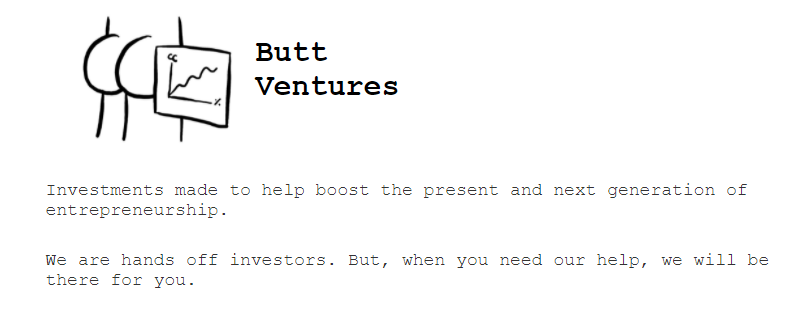 Butt
Ventures
CC
%
Investments made to help boost the present and next generation of
entrepreneurship.
We are hands off investors. But, when you need our help, we will be
there for you.